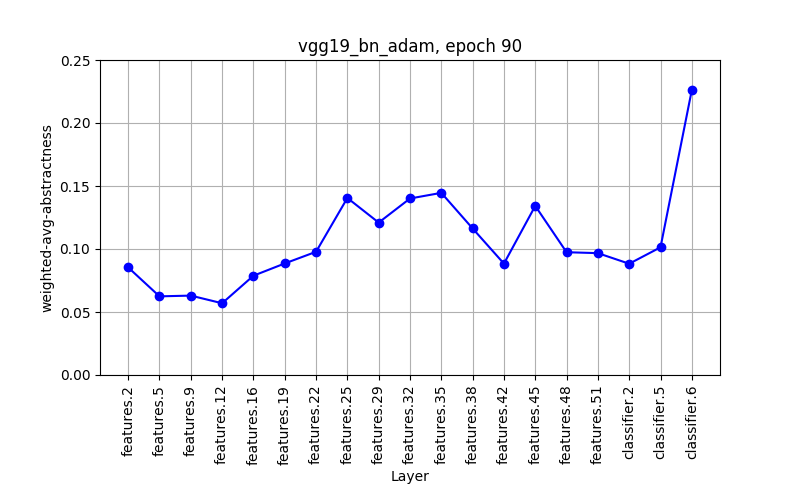 vgg19_bn_adam, epoch 90
weighted-avg-abstractness
0.25
0.20
0.15
0.10
0.05
0.00
features.2
features.5
features.9
features.12
features.16
features.19
features.22
features.25
features.29
features.32
features.35
features.38
features.42
features.45
features.48
features.51
classifier.2
classifier.5
classifier.6
Layer